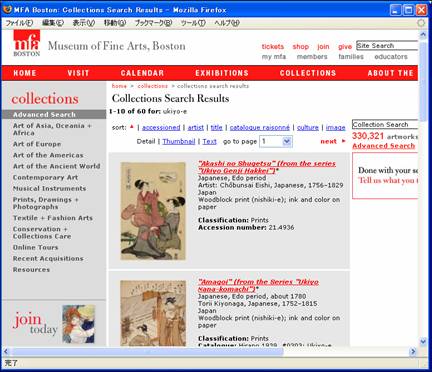 MFA Boston: Collections Search Results - Mozilla Firefox
ファイル(F) 編集(E) 表示(V) 移動(G) ブックマーク(B) ツール(T) ヘルプ(H)
mfa
BOSTON
Museum of Fine Arts, Boston
tickets shop join give Site Search
my mfa members families educators
HOME VISIT CALENDAR EXHIBITIONS COLLECTIONS ABOUT THE
collections
Advanced Search
Art of Asia, Oceania +
Africa
Art of Europe
Art of the Americas
Art of the Ancient World
Contemporary Art
Musical Instruments
Prints, Drawings +
Photographs
Textile + Fashion Arts
Conservation +
Collections Care
Online Tours
Recent Acquisitions
Resources
join
today
home > collections > collections search results
Collections Search Results
1-10 of 60 for: ukiyo-e
sort: ▲ | accessioned | artist | title | catalogue raisonné | culture | image
Detail | Thumbnail | Text go to page 1 next ►
"Akashi no Shugetsu" (from the series
"Ukiyo Genji Hakkei")*
Japanese, Edo period
Artist: Chôbunsai Eishi, Japanese, 1756–1829
Japan
Woodblock print (nishiki-e); ink and color on
paper
Classification: Prints
Accession number: 21.4936
"Amagoi" (from the Series "Ukiyo
Nana-komachi")*
Japanese, Edo period, about 1780
Torii Kiyonaga, Japanese, 1752–1815
Japan
Woodblock print (nishiki-e); ink and color on
paper
Classification: Prints
Catalogue: Hirano 1939, #0203; Ukiyo-e
Collection Search
330,321 artworks
Advanced Search
Done with your
Tell us what you t
完了